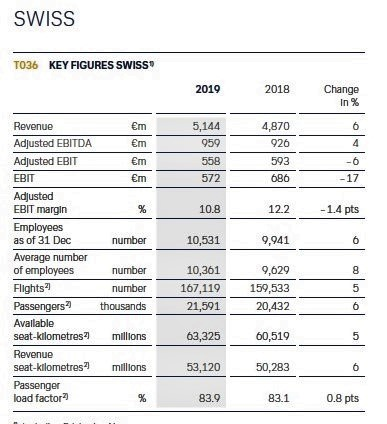 SWISS
T036 KEY FIGURES SWISS¹⁾
2019 2018 Change in %
Revenue €m 5,144 4,870 6
Adjusted EBITDA €m 959 926 4
Adjusted EBIT €m 558 593 -6
EBIT €m 572 686 -17
Adjusted
EBIT margin % 10.8 12.2 -1.4 pts
Employees
as of 31 Dec number 10,531 9,941 6
Average number
of employees number 10,361 9,629 8
Flights²⁾ number 167,119 159,533 5
Passengers²⁾ thousands 21,591 20,432 6
Available
seat-kilometres²⁾ millions 63,325 60,519 5
Revenue
seat-kilometres²⁾ millions 53,120 50,283 6
Passenger
load factor²⁾ % 83.9 83.1 0.8 pts